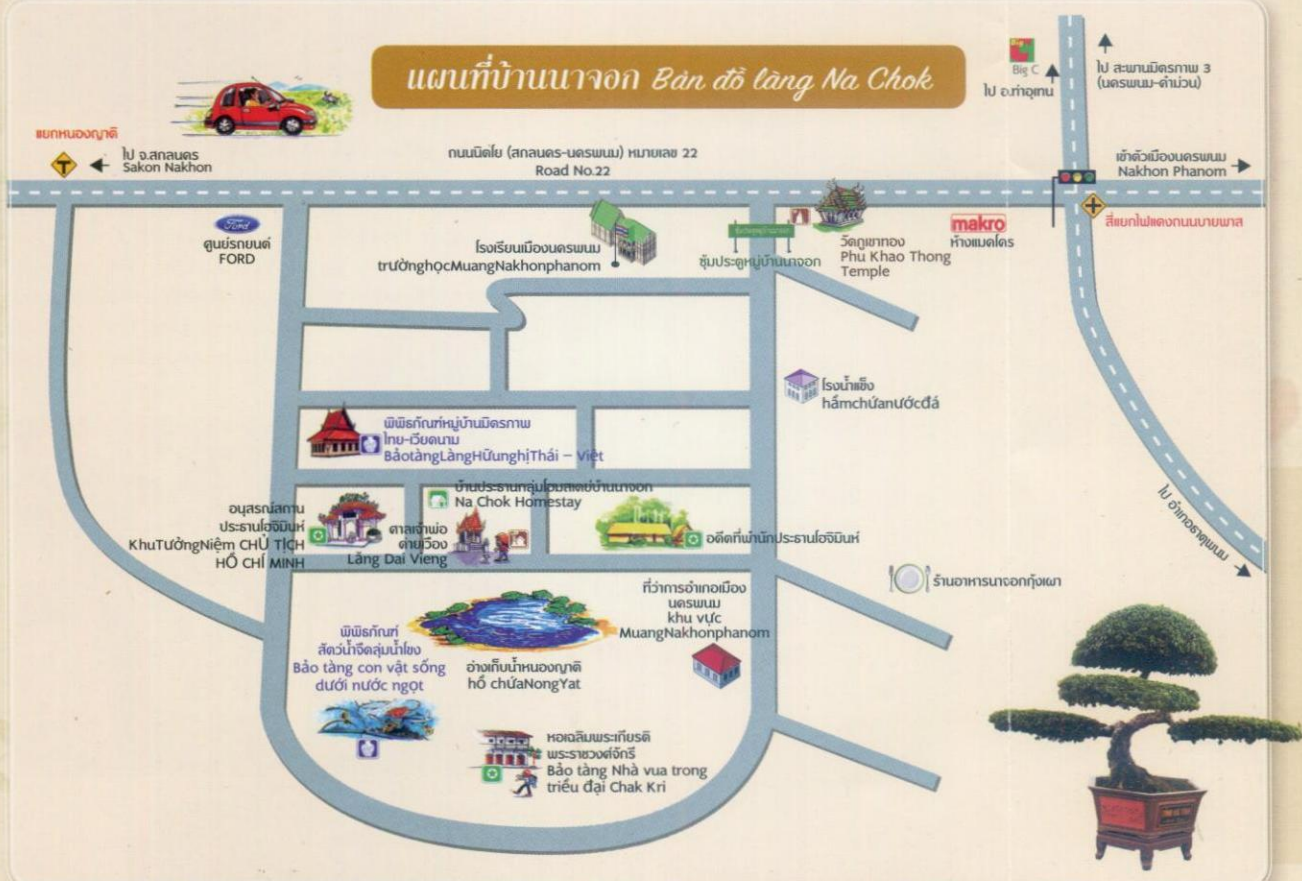 แผนที่บ้านนาจอก Bản đồ làng Na Chok
Big C
ไป อ.ท่าอุเทน
ไป สะพานมิตรภาพ 3
(นครพนม-คำม่วน)
แยกหนองญาติ
ไป จ.สกลนคร
Sakon Nakhon
ถนนนิตโย (สกลนคร-นครพนม) หมายเลข 22
Road No.22
เข้าตัวเมืองนครพนม
Nakhon Phanom
สี่แยกไฟแดงถนนบายพาส
Ford
ศูนย์รถยนต์
FORD
โรงเรียนเมืองนครพนม
trườnghọcMuangNakhonphanom
ซุ้มประตูหมู่บ้านนาจอก
วัดภูเขาทอง
Phu Khao Thong
Temple
makro
ห้างแมคโคร
โรงน้ำแข็ง
hầmchứanướcđá
พิพิธภัณฑ์หมู่บ้านมิตรภาพ
ไทย-เวียดนาม
BảotàngLàngHữunghịThái – Việt
บ้านประธานกลุ่มโฮมสเตย์บ้านนาจอก
Na Chok Homestay
อนุสรณ์สถาน
ประธานโฮจิมินห์
KhuTưởngNiệm CHỦ TỊCH
HỒ CHÍ MINH
ศาลเจ้าพ่อ
ด่ายเวือง
Lăng Dai Vieng
อดีตที่พำนักประธานโฮจิมินห์
ไป อำเภอธาตุพนม
ร้านอาหารนาจอกกุ้งเผา
ที่ว่าการอำเภอเมือง
นครพนม
khu vực
MuangNakhonphanom
พิพิธภัณฑ์
สัตว์น้ำจืดลุ่มน้ำโขง
Bảo tàng con vật sống
dưới nước ngọt
อ่างเก็บน้ำหนองญาติ
hồ chứaNongYat
หอเฉลิมพระเกียรติ
พระราชวงศ์จักรี
Bảo tàng Nhà vua trong
triều đại Chak Kri